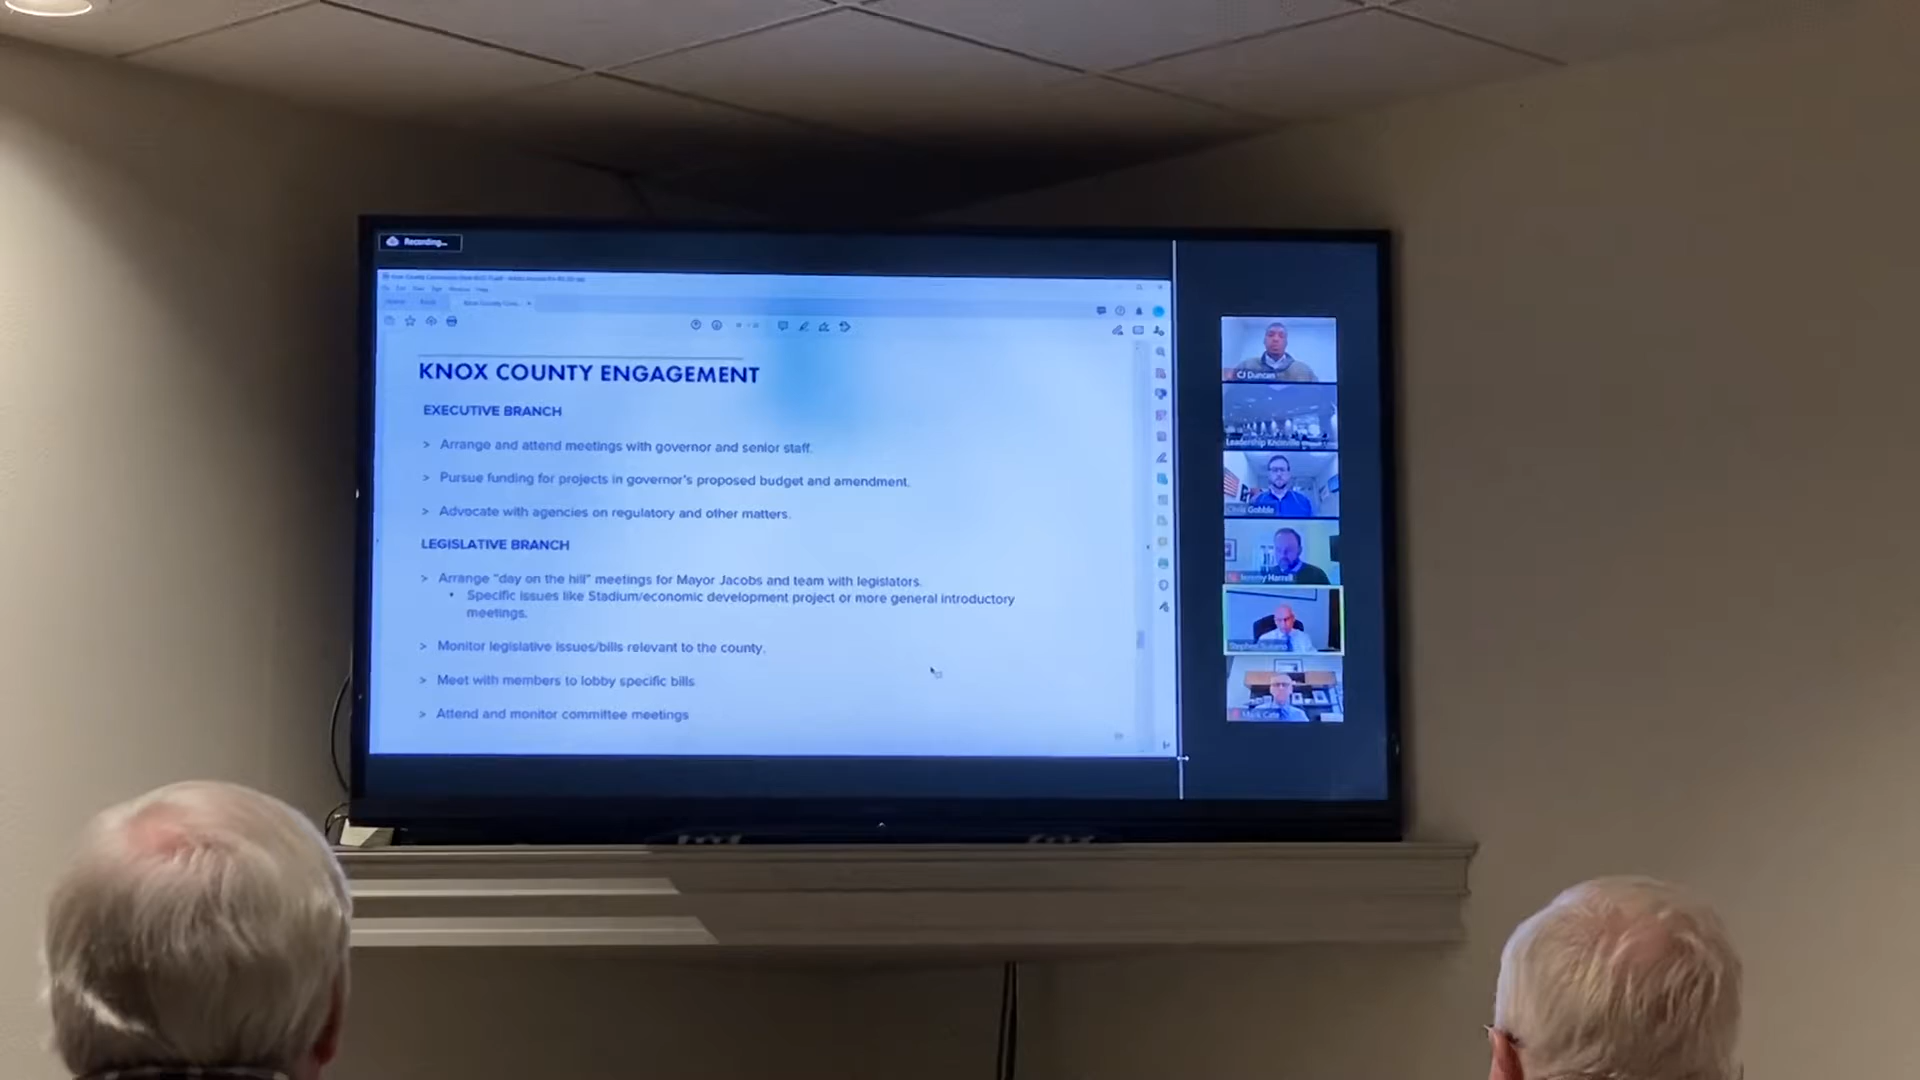 Recording...
KNOX COUNTY ENGAGEMENT
EXECUTIVE BRANCH
> Arrange and attend meetings with governor and senior staff.
> Pursue funding for projects in governor's proposed budget and amendment.
> Advocate with agencies on regulatory and other matters.
LEGISLATIVE BRANCH
> Arrange "day on the hill" meetings for Mayor Jacobs and team with legislators.
• Specific issues like Stadium/economic development project or more general introductory
meetings.
> Monitor legislative issues/bills relevant to the county.
> Meet with members to lobby specific bills
> Attend and monitor committee meetings
CJ Duncan
Leadership Knoxville
Chris Gobble
Jeremy Harrell
Stephen
Mark Cate